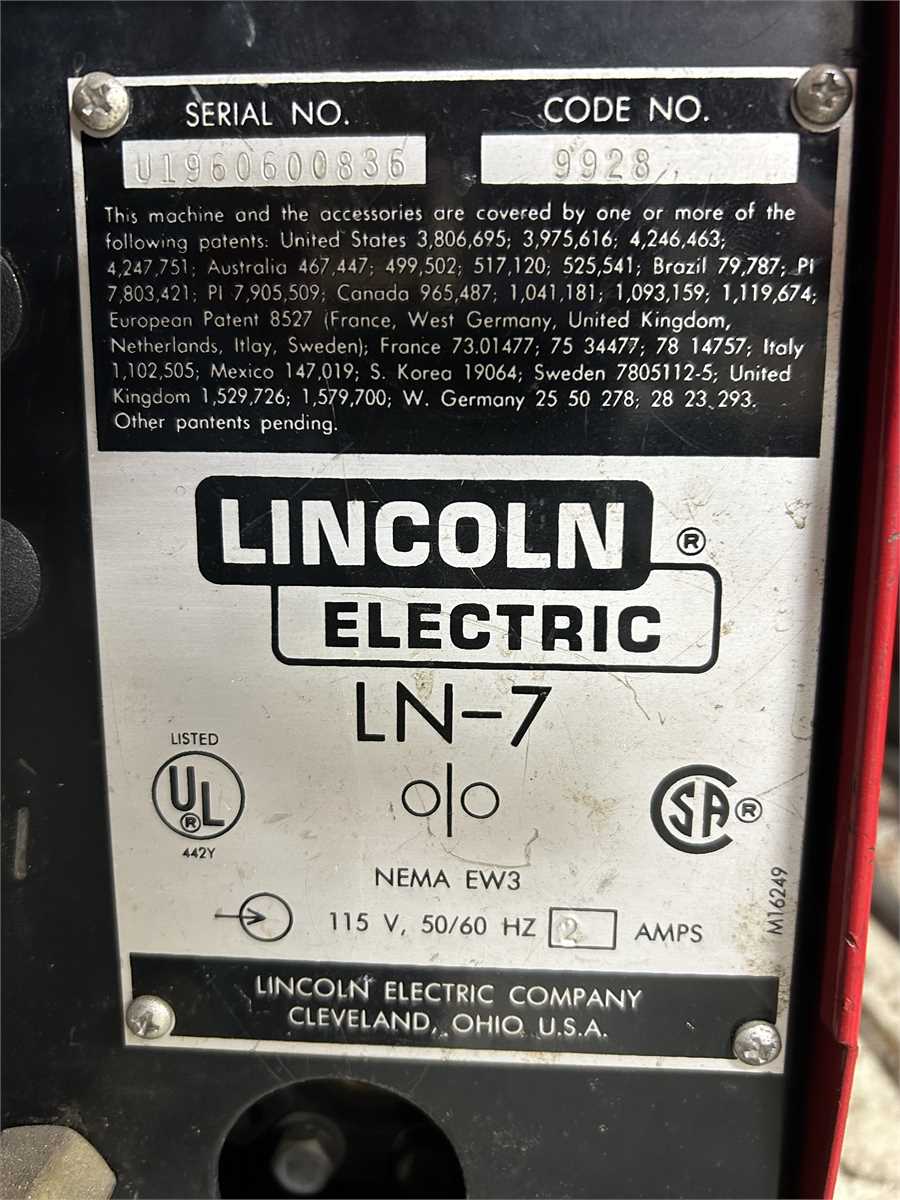 SERIAL NO. CODE NO.
U1960600836 9928
This machine and the accessories are covered by one or more of the
following patents: United States 3,806,695; 3,975,616; 4,246,463;
4,247,751; Australia 467,447; 499,502; 517,120; 525,541; Brazil 79,787; PI
7,803,421; PI 7,905,509; Canada 965,487; 1,041,181; 1,093,159; 1,119,674;
European Patent 8527 (France, West Germany, United Kingdom,
Netherlands, Itlay, Sweden); France 73.01477; 75 34477; 78 14757; Italy
1,102,505; Mexico 147,019; S. Korea 19064; Sweden 7805112-5; United
Kingdom 1,529,726; 1,579,700; W. Germany 25 50 278; 28 23 293.
Other pantents pending.
LINCOLN ®
ELECTRIC
LN-7
LISTED
UL ®
442Y
SA ®
NEMA EW3
115 V, 50/60 HZ 2 AMPS
M16249
LINCOLN ELECTRIC COMPANY
CLEVELAND, OHIO U.S.A.